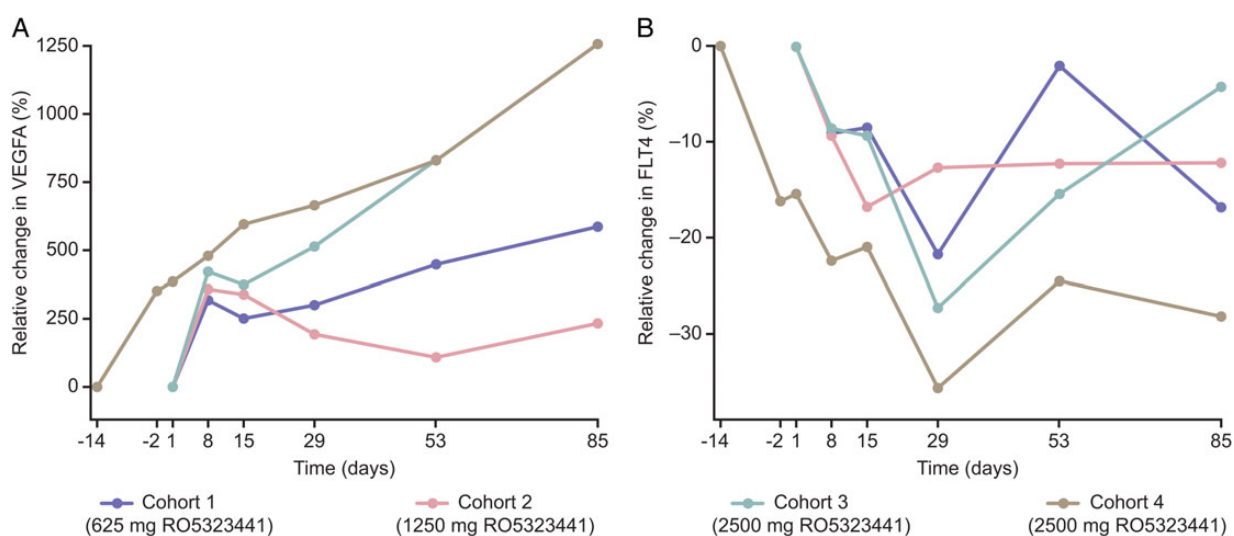 A
Relative change in VEGFA (%)
1250
1000
750
500
250
0
-14 -2 1 8 15 29 53 85
Time (days)
B
Relative change in FLT4 (%)
0
−10
−20
−30
-14 -2 1 8 15 29 53 85
Time (days)
Cohort 1
(625 mg RO5323441)
Cohort 2
(1250 mg RO5323441)
Cohort 3
(2500 mg RO5323441)
Cohort 4
(2500 mg RO5323441)